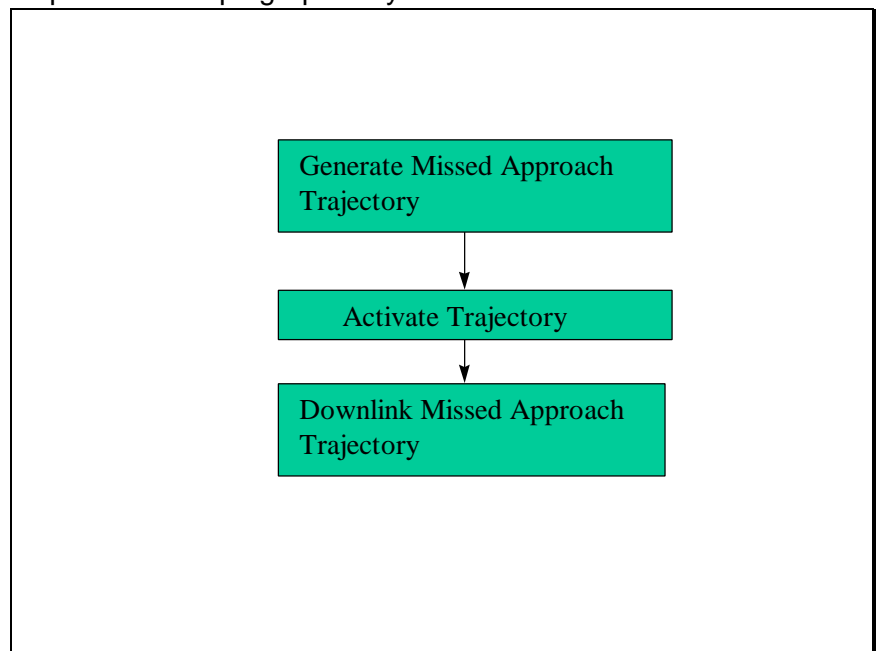 Generate Missed Approach
Trajectory
Activate Trajectory
Downlink Missed Approach
Trajectory